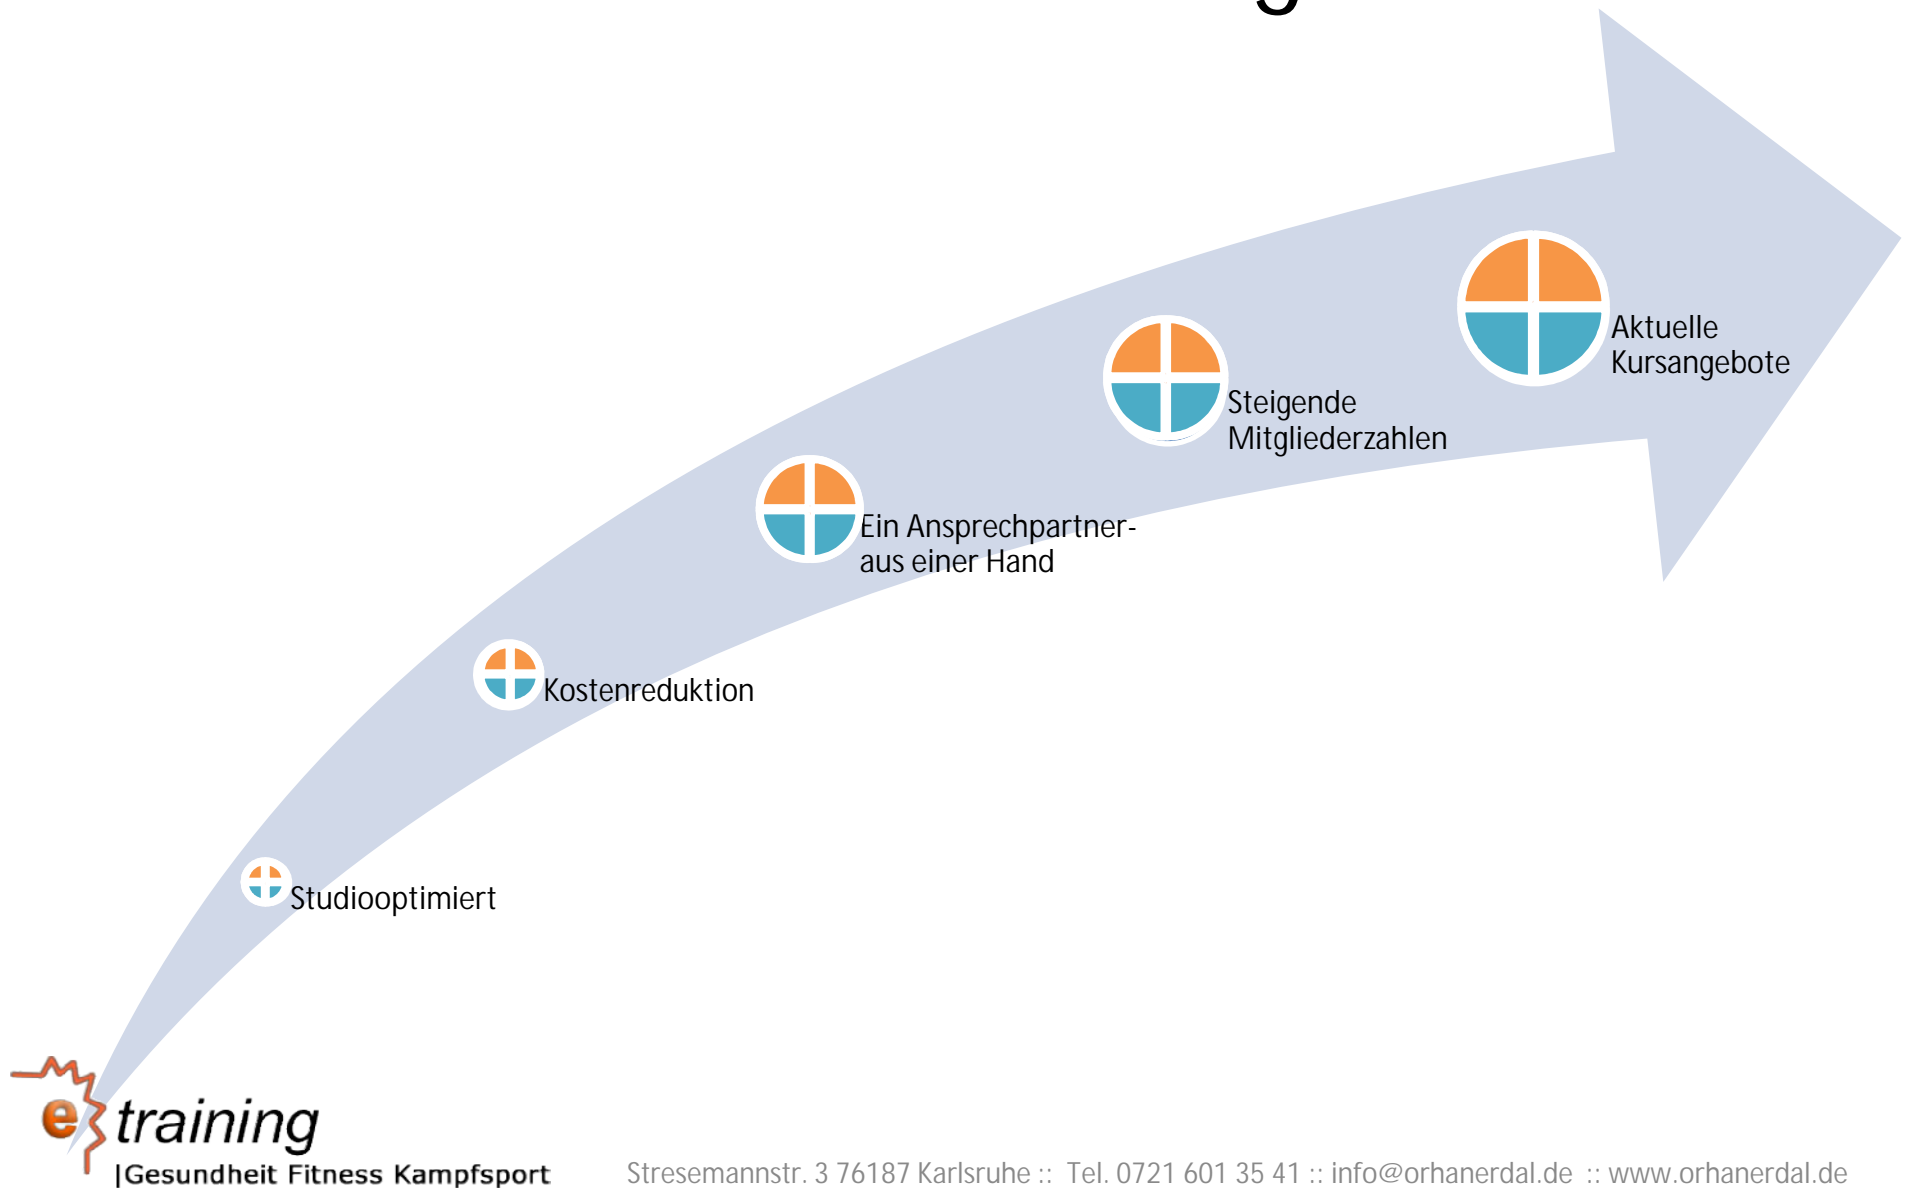 Aktuelle
Kursangebote
Steigende
Mitgliederzahlen
Ein Ansprechpartner-
aus einer Hand
Kostenreduktion
Studiooptimiert
e training
|Gesundheit Fitness Kampfsport
Stresemannstr. 3 76187 Karlsruhe :: Tel. 0721 601 35 41 :: info@orhanerdal.de :: www.orhanerdal.de